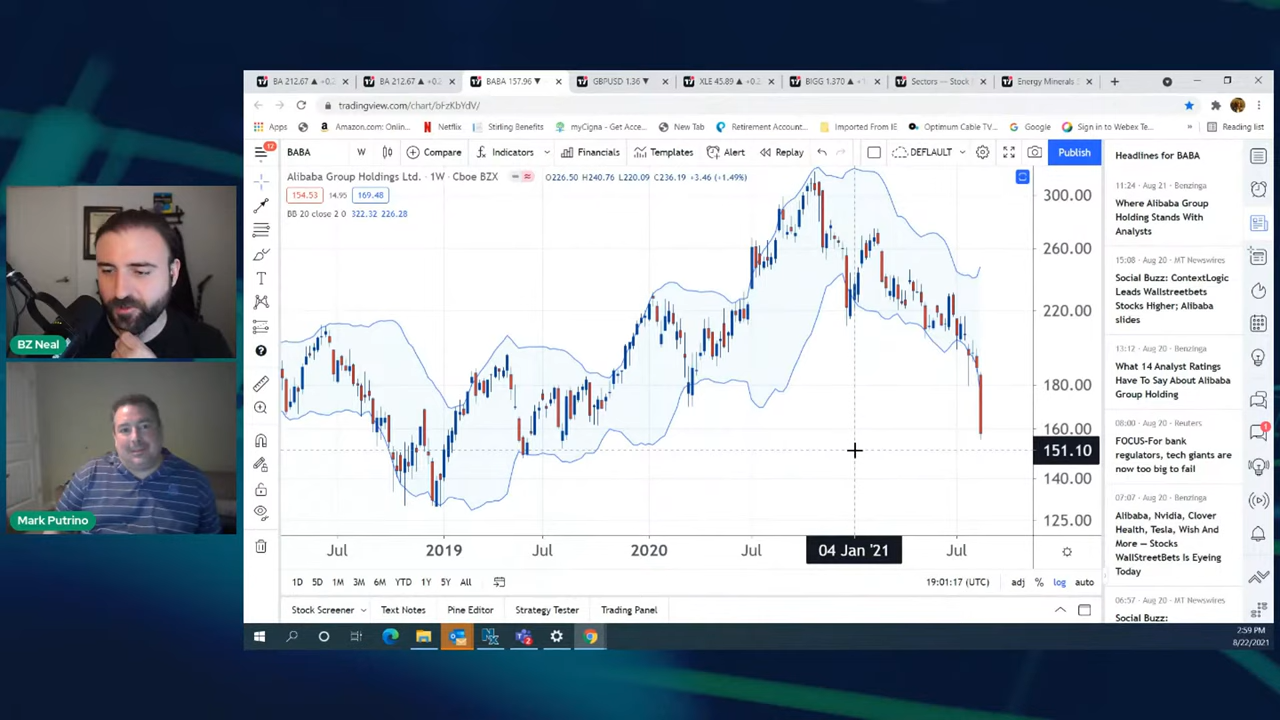 BA 212.67 ▲ +0.2
BA 212.67 ▲ +0.2
BABA 157.96 ▼
GBPUSD 1.36 ▼
XLE 45.89 ▲ +0.2
BIGG 1.370 ▲ +
Sectors — Stock
Energy Minerals
tradingview.com/chart/bFzKbYdV/
Apps
Amazon.com: Onlin...
Netflix
Stirling Benefits
myCigna - Get Acce...
New Tab
Retirement Account...
Imported From IE
Optimum Cable TV...
Google
Sign in to Webex Te...
»
Reading list
12
BABA
W
Compare
Indicators
Financials
Templates
Alert
Replay
DEFLAULT
Publish
Headlines for BABA
Alibaba Group Holdings Ltd. · 1W · Cboe BZX
O226.50 H240.76 L220.09 C236.19 +3.46 (+1.49%)
154.53
14.95
169.48
BB 20 close 2 0 322.32 226.28
300.00
260.00
220.00
180.00
160.00
151.10
140.00
125.00
Jul
2019
Jul
2020
Jul
04 Jan '21
Jul
1D 5D 1M 3M 6M YTD 1Y 5Y All
19:01:17 (UTC)
adj % log auto
Stock Screener
Text Notes
Pine Editor
Strategy Tester
Trading Panel
11:24 - Aug 21 - Benzinga
Where Alibaba Group
Holding Stands With
Analysts
15:08 - Aug 20 - MT Newswires
Social Buzz: ContextLogic
Leads Wallstreetbets
Stocks Higher; Alibaba
slides
13:12 - Aug 20 - Benzinga
What 14 Analyst Ratings
Have To Say About Alibaba
Group Holding
08:00 - Aug 20 - Reuters
FOCUS-For bank
regulators, tech giants are
now too big to fail
07:07 - Aug 20 - Benzinga
Alibaba, Nvidia, Clover
Health, Tesla, Wish And
More — Stocks
WallStreetBets Is Eyeing
Today
06:57 - Aug 20 - MT Newswires
Social Buzz:
1
2:59 PM
8/22/2021
BZ Neal
Mark Putrino